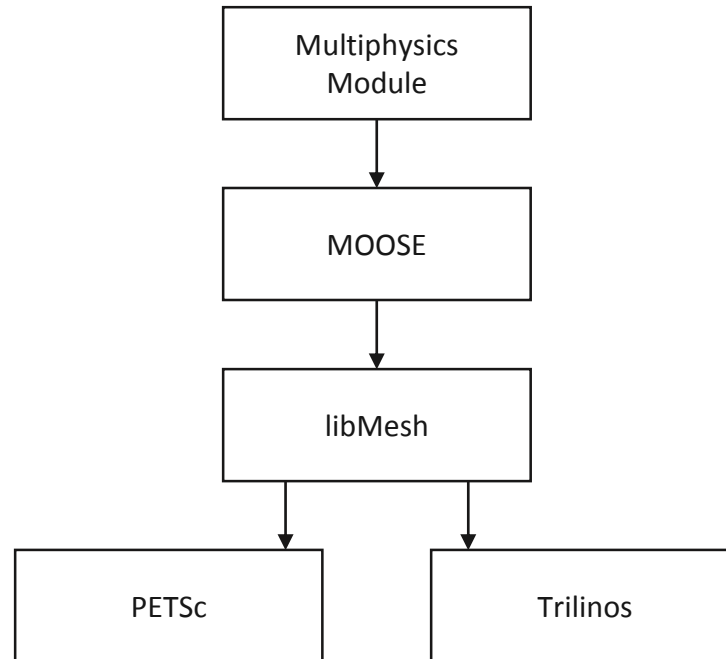 Multiphysics
Module
MOOSE
libMesh
PETSc
Trilinos